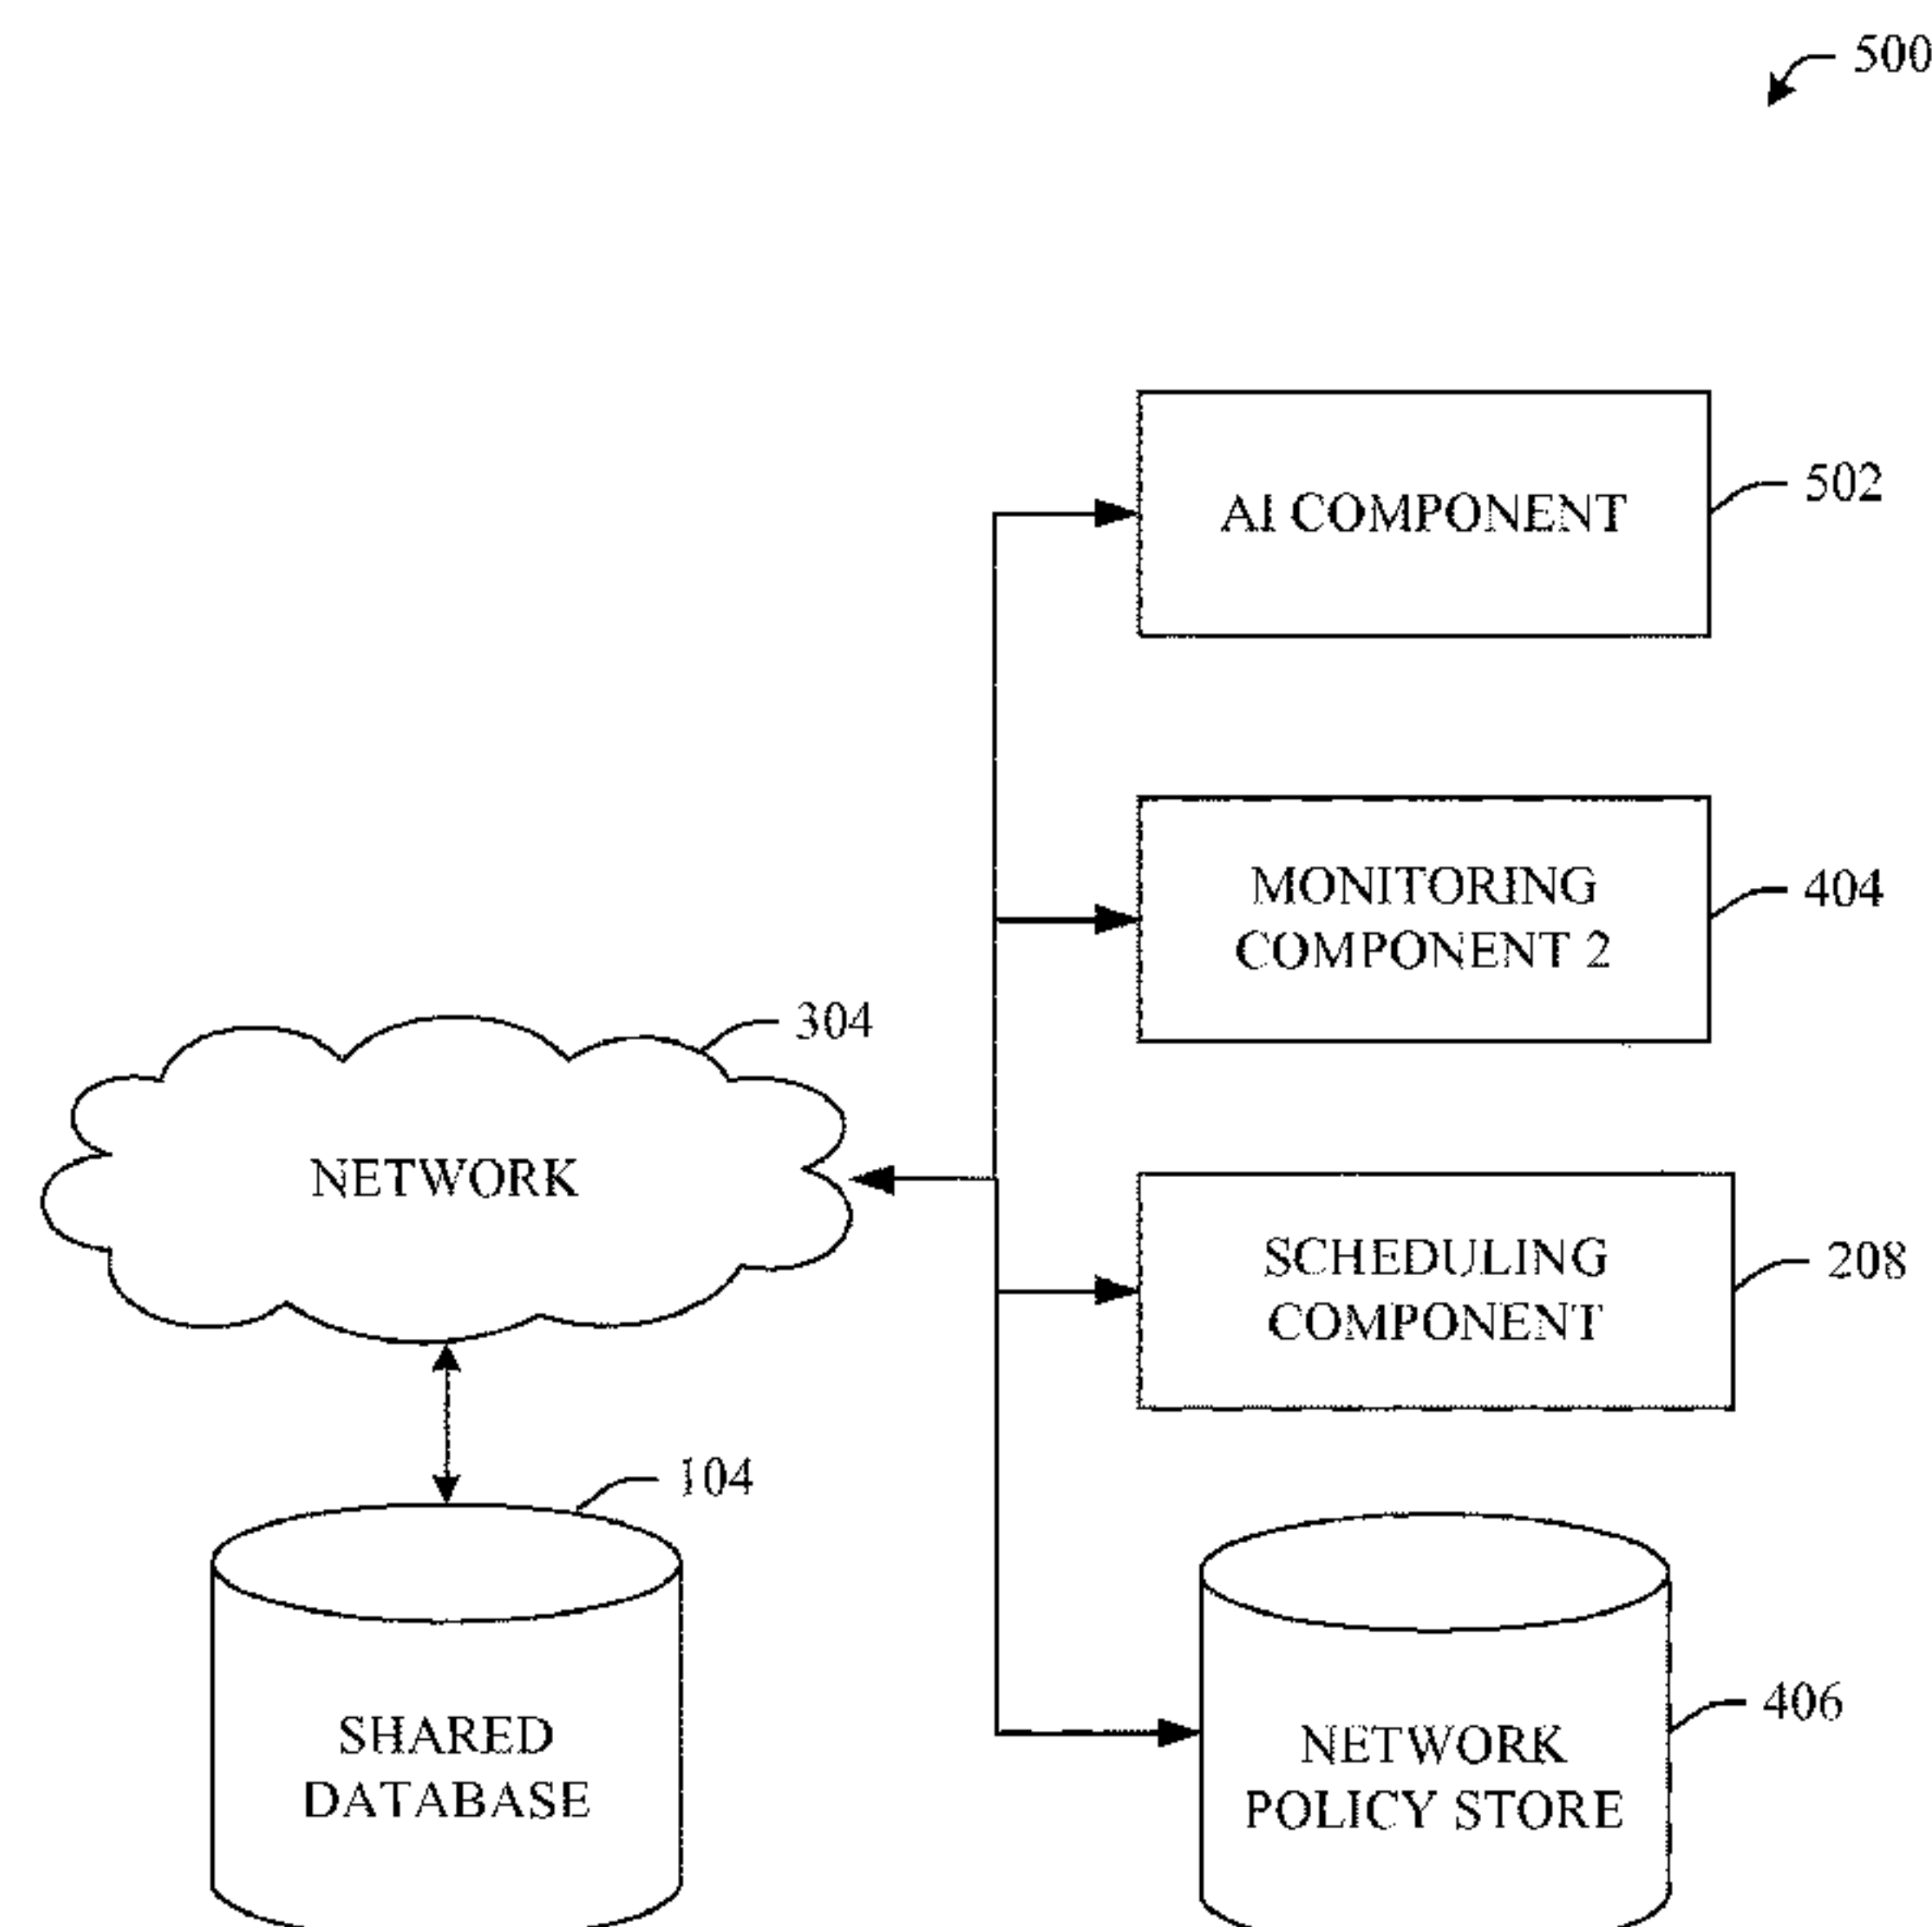 500
AI COMPONENT
502
MONITORING
COMPONENT 2
404
304
NETWORK
SCHEDULING
COMPONENT
208
104
SHARED
DATABASE
406
NETWORK
POLICY STORE